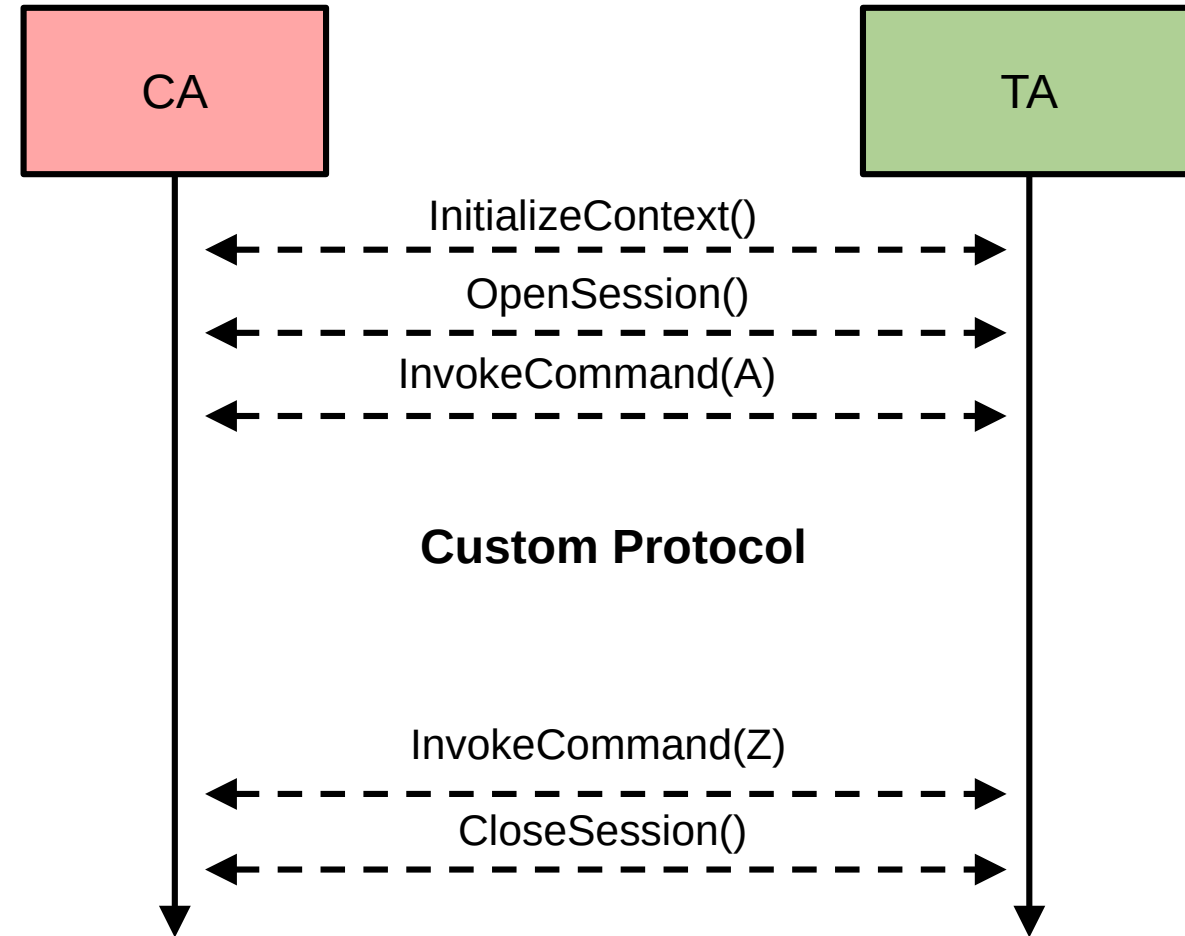 CA
TA
InitializeContext()
OpenSession()
InvokeCommand(A)
Custom Protocol
InvokeCommand(Z)
CloseSession()